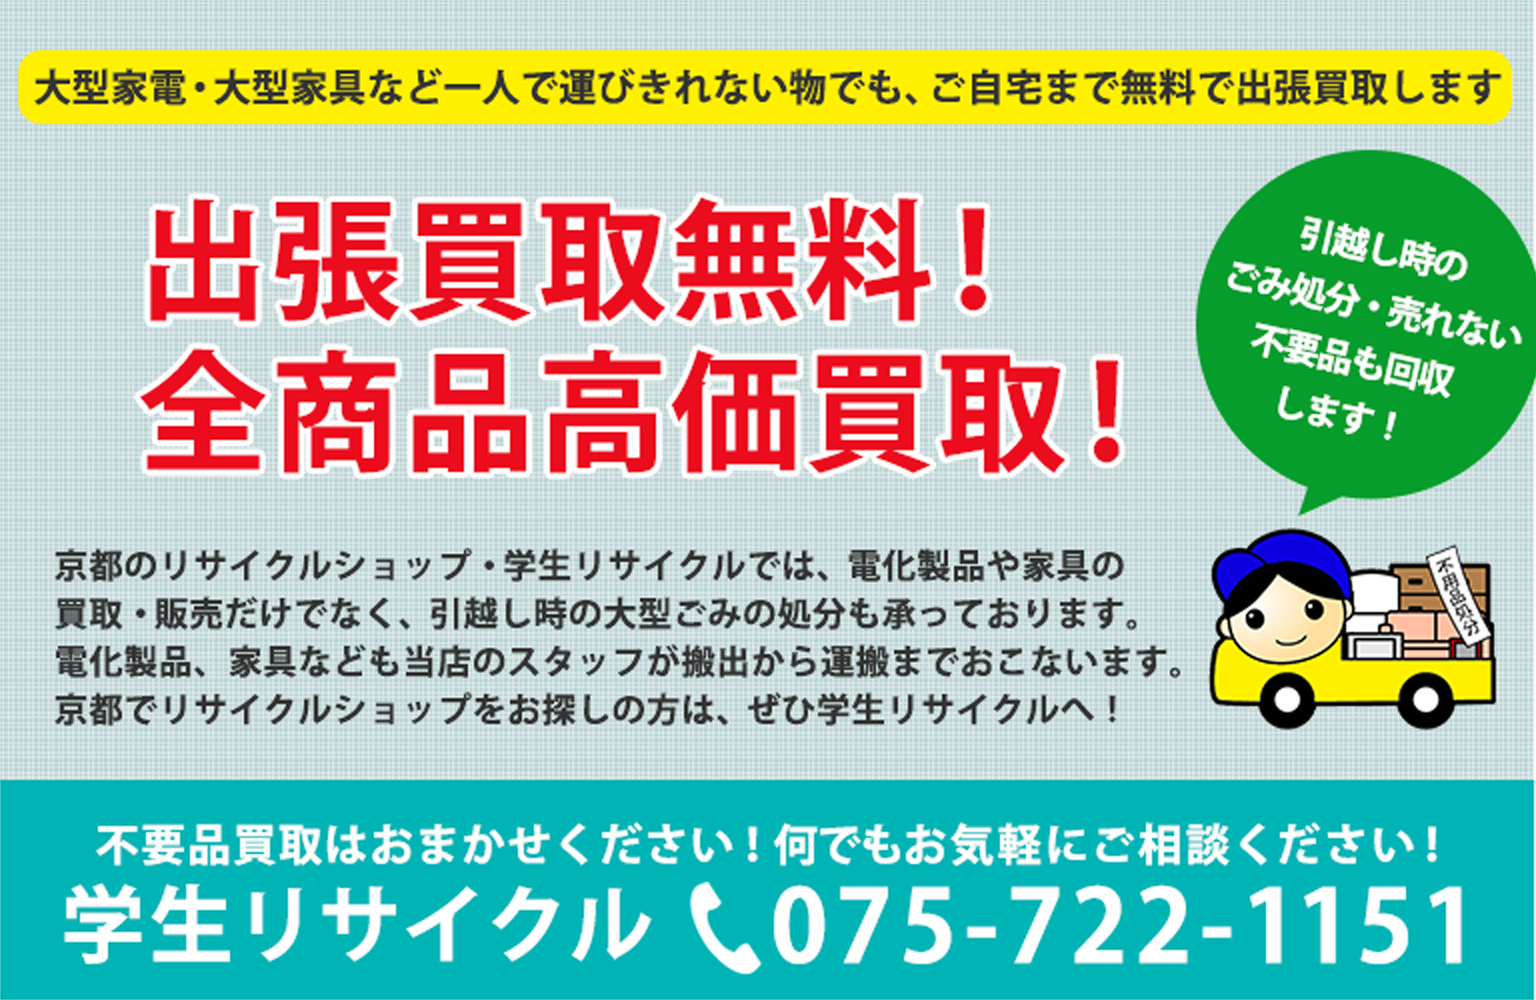 大型家電・大型家具など一人で運びきれない物でも、ご自宅まで無料で出張買取します
出張買取無料！
全商品高価買取！
引越し時の
ごみ処分・売れない
不要品も回収
します！
京都のリサイクルショップ・学生リサイクルでは、電化製品や家具の
買取・販売だけでなく、引越し時の大型ごみの処分も承っております。
電化製品、家具なども当店のスタッフが搬出から運搬までおこないます。
京都でリサイクルショップをお探しの方は、ぜひ学生リサイクルへ！
不用品処分
不要品買取はおまかせください！何でもお気軽にご相談ください！
学生リサイクル 075-722-1151